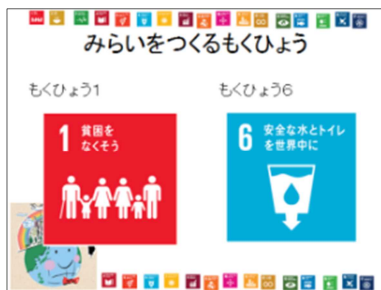 みらいをつくるもくひょう
もくひょう1
もくひょう6
1 貧困を
なくそう
6 安全な水とトイレ
を世界中に